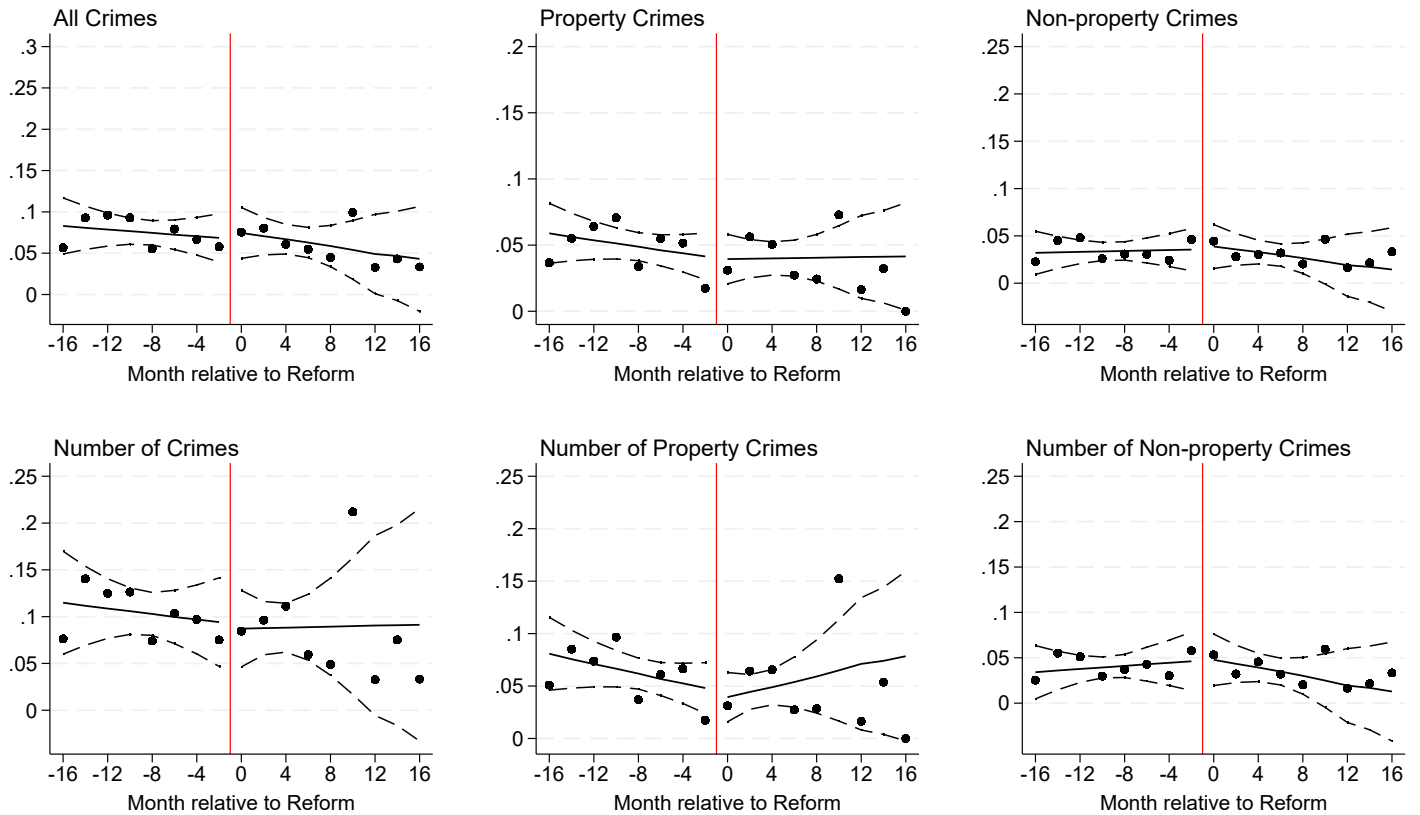 All Crimes
.3
.2
.15
.1
.05
0
-16 -12 -8 -4 0 4 8 12 16
Month relative to Reform
Property Crimes
.2
.15
.1
.05
0
-16 -12 -8 -4 0 4 8 12 16
Month relative to Reform
Non-property Crimes
.25
.2
.15
.1
.05
0
-16 -12 -8 -4 0 4 8 12 16
Month relative to Reform
Number of Crimes
.25
.2
.15
.1
.05
0
-16 -12 -8 -4 0 4 8 12 16
Month relative to Reform
Number of Property Crimes
.25
.2
.15
.1
.05
0
-16 -12 -8 -4 0 4 8 12 16
Month relative to Reform
Number of Non-property Crimes
.25
.2
.15
.1
.05
0
-16 -12 -8 -4 0 4 8 12 16
Month relative to Reform